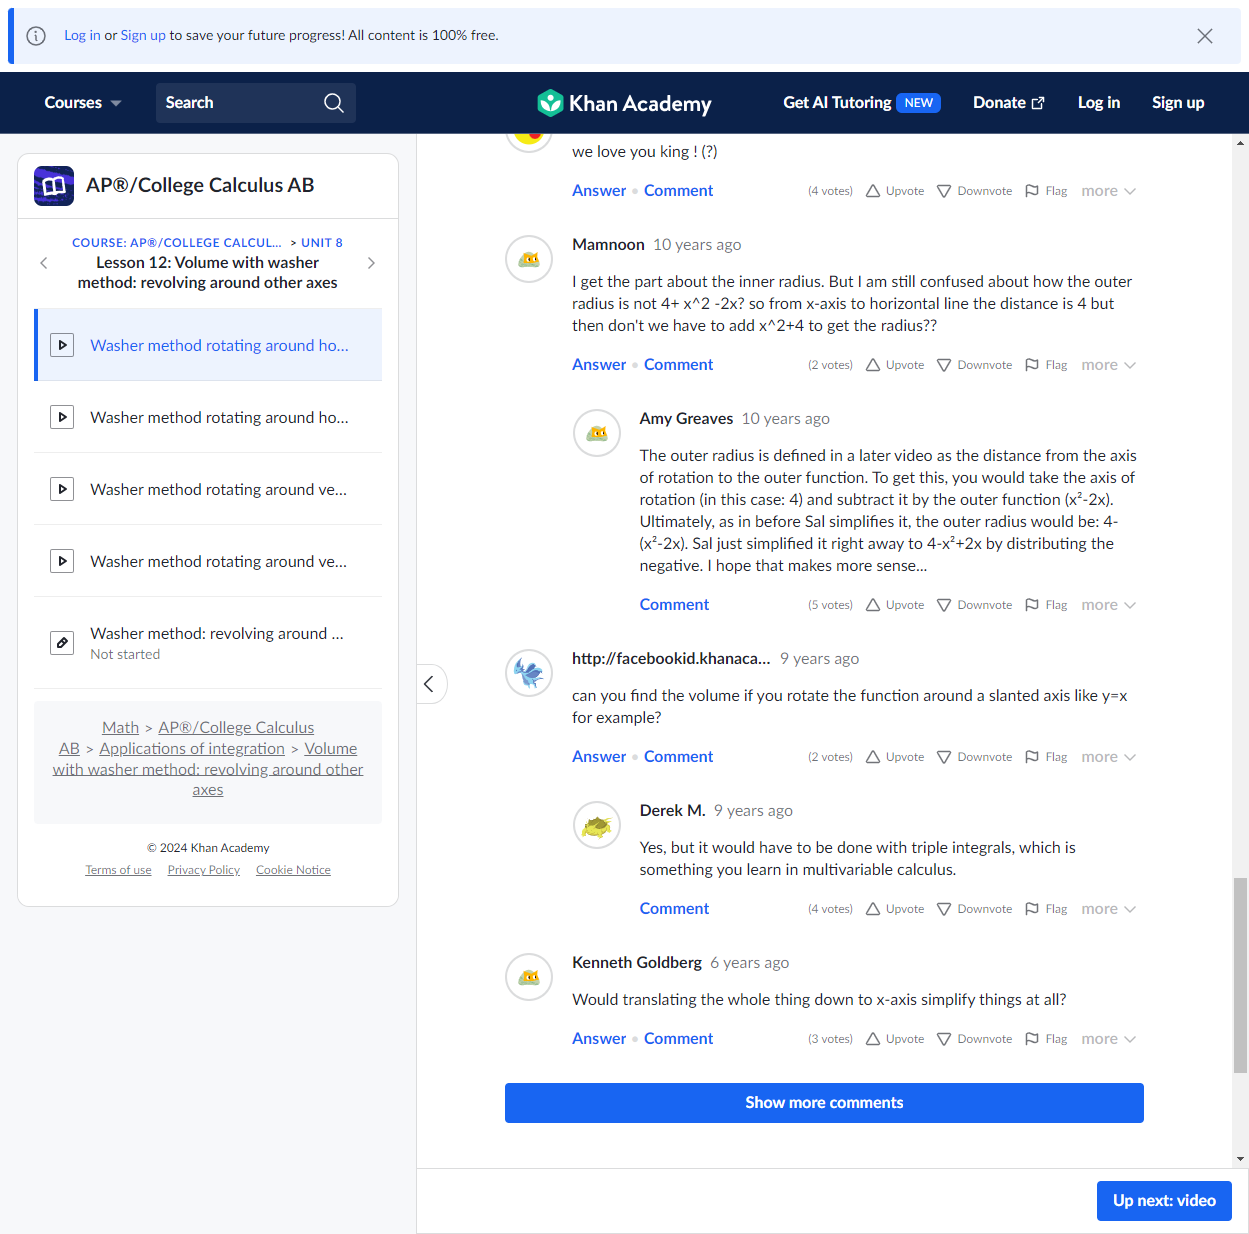 Log in or Sign up to save your future progress! All content is 100% free.
Courses
Search
Khan Academy
Get AI Tutoring NEW
Donate
Log in
Sign up
AP®/College Calculus AB
COURSE: AP®/COLLEGE CALCUL... > UNIT 8
Lesson 12: Volume with washer
method: revolving around other axes
Washer method rotating around ho...
Washer method rotating around ho...
Washer method rotating around ve...
Washer method rotating around ve...
Washer method: revolving around ...
Not started
Math > AP®/College Calculus
AB > Applications of integration > Volume
with washer method: revolving around other
axes
© 2024 Khan Academy
Terms of use Privacy Policy Cookie Notice
we love you king ! (?)
Answer • Comment (4 votes) Upvote Downvote Flag more
Mamnoon 10 years ago
I get the part about the inner radius. But I am still confused about how the outer
radius is not 4+ x^2 -2x? so from x-axis to horizontal line the distance is 4 but
then don't we have to add x^2+4 to get the radius??
Answer • Comment (2 votes) Upvote Downvote Flag more
Amy Greaves 10 years ago
The outer radius is defined in a later video as the distance from the axis
of rotation to the outer function. To get this, you would take the axis of
rotation (in this case: 4) and subtract it by the outer function (x²-2x).
Ultimately, as in before Sal simplifies it, the outer radius would be: 4-
(x²-2x). Sal just simplified it right away to 4-x²+2x by distributing the
negative. I hope that makes more sense...
Comment (5 votes) Upvote Downvote Flag more
http://facebookid.khanaca... 9 years ago
can you find the volume if you rotate the function around a slanted axis like y=x
for example?
Answer • Comment (2 votes) Upvote Downvote Flag more
Derek M. 9 years ago
Yes, but it would have to be done with triple integrals, which is
something you learn in multivariable calculus.
Comment (4 votes) Upvote Downvote Flag more
Kenneth Goldberg 6 years ago
Would translating the whole thing down to x-axis simplify things at all?
Answer • Comment (3 votes) Upvote Downvote Flag more
Show more comments
Up next: video